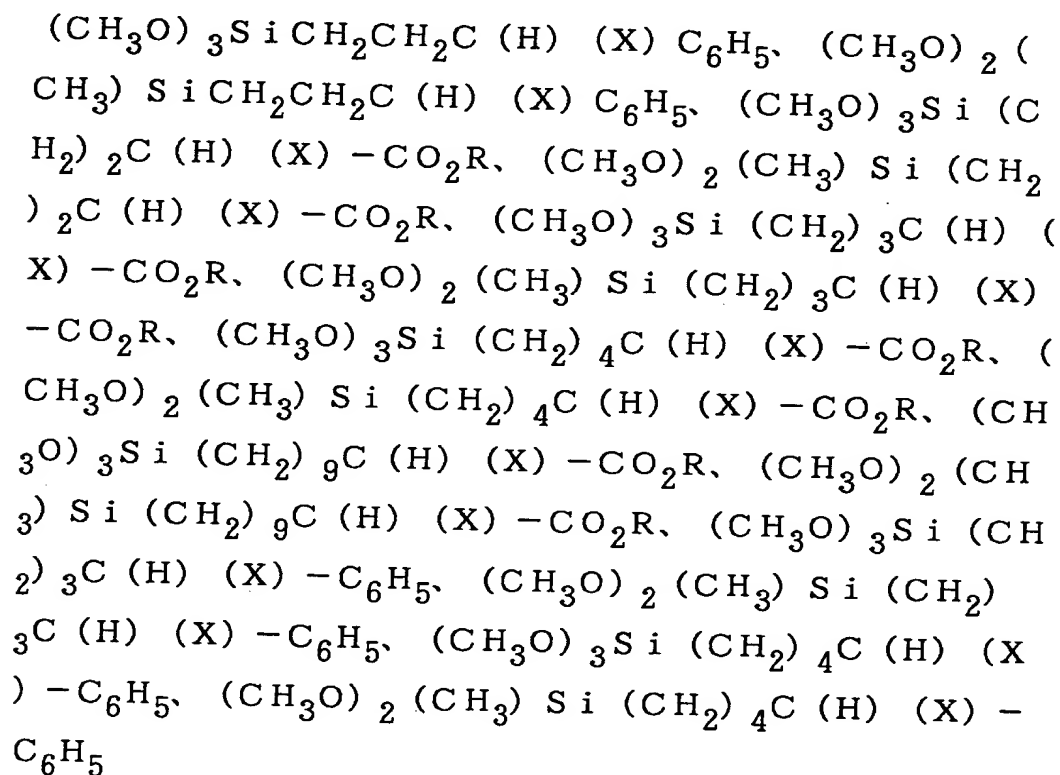 (CH₃O)₃SiCH₂CH₂C(H)(X)C₆H₅、(CH₃O)₂(
CH₃)SiCH₂CH₂C(H)(X)C₆H₅、(CH₃O)₃Si(C
H₂)₂C(H)(X)−CO₂R、(CH₃O)₂(CH₃)Si(CH₂
)₂C(H)(X)−CO₂R、(CH₃O)₃Si(CH₂)₃C(H)(
X)−CO₂R、(CH₃O)₂(CH₃)Si(CH₂)₃C(H)(X)
−CO₂R、(CH₃O)₃Si(CH₂)₄C(H)(X)−CO₂R、(
CH₃O)₂(CH₃)Si(CH₂)₄C(H)(X)−CO₂R、(CH
₃O)₃Si(CH₂)₉C(H)(X)−CO₂R、(CH₃O)₂(CH
₃)Si(CH₂)₉C(H)(X)−CO₂R、(CH₃O)₃Si(CH
₂)₃C(H)(X)−C₆H₅、(CH₃O)₂(CH₃)Si(CH₂)
₃C(H)(X)−C₆H₅、(CH₃O)₃Si(CH₂)₄C(H)(X
)−C₆H₅、(CH₃O)₂(CH₃)Si(CH₂)₄C(H)(X)−
C₆H₅